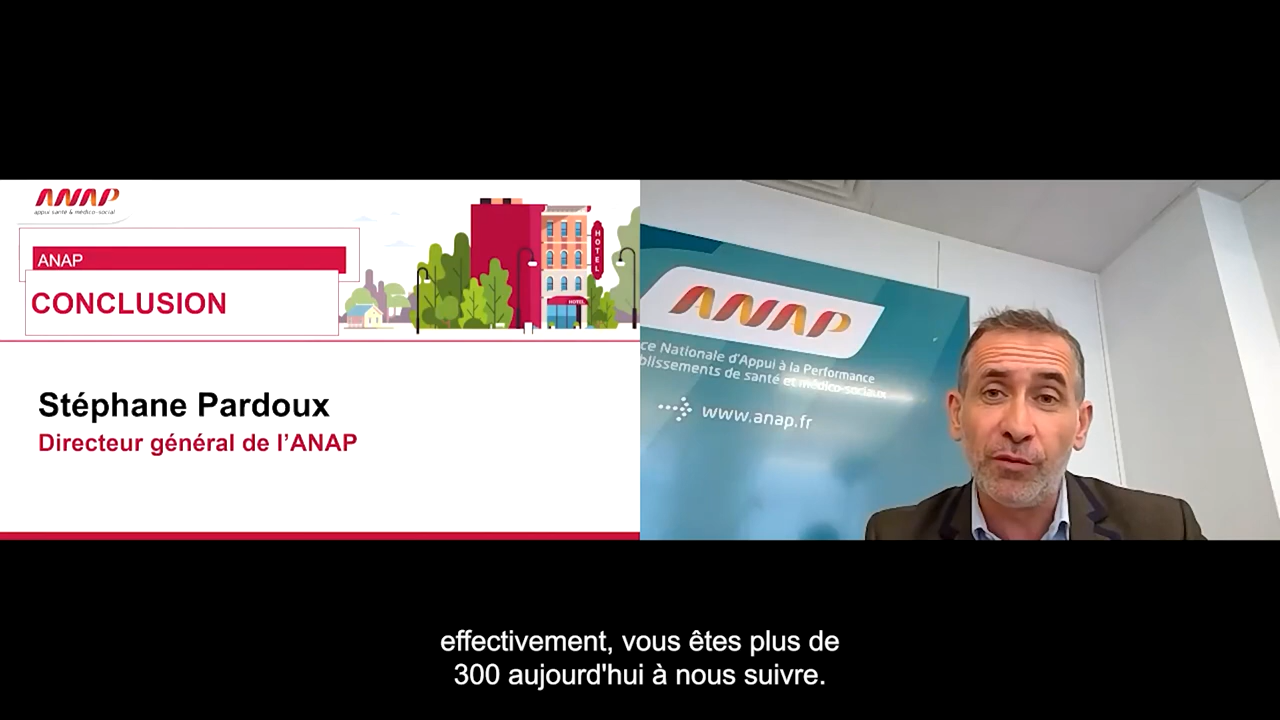 ANAP
appui santé & médico-social
ANAP
CONCLUSION
HOTEL
HOTEL
Stéphane Pardoux
Directeur général de l'ANAP
ANAP
ce Nationale d'Appui à la Performance
blissements de santé et médico-sociaux
www.anap.fr
effectivement, vous êtes plus de
300 aujourd'hui à nous suivre.